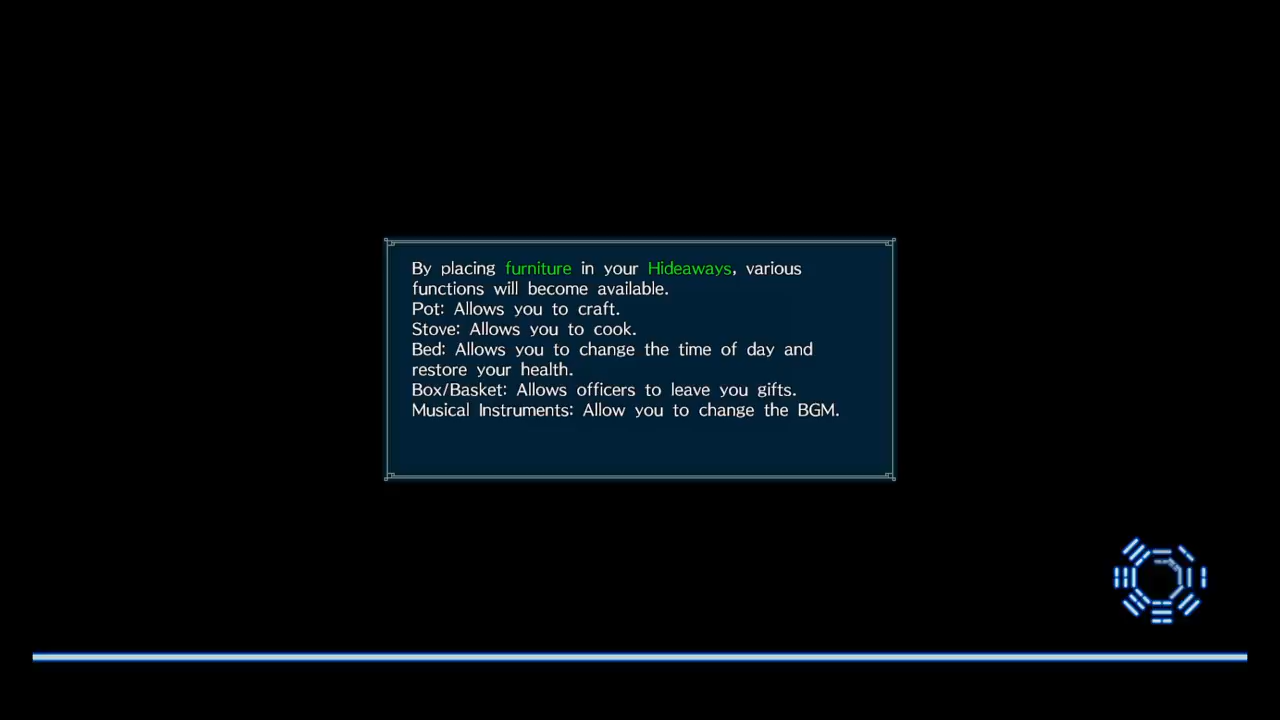 By placing furniture in your Hideaways, various
functions will become available.
Pot: Allows you to craft.
Stove: Allows you to cook.
Bed: Allows you to change the time of day and
restore your health.
Box/Basket: Allows officers to leave you gifts.
Musical Instruments: Allow you to change the BGM.